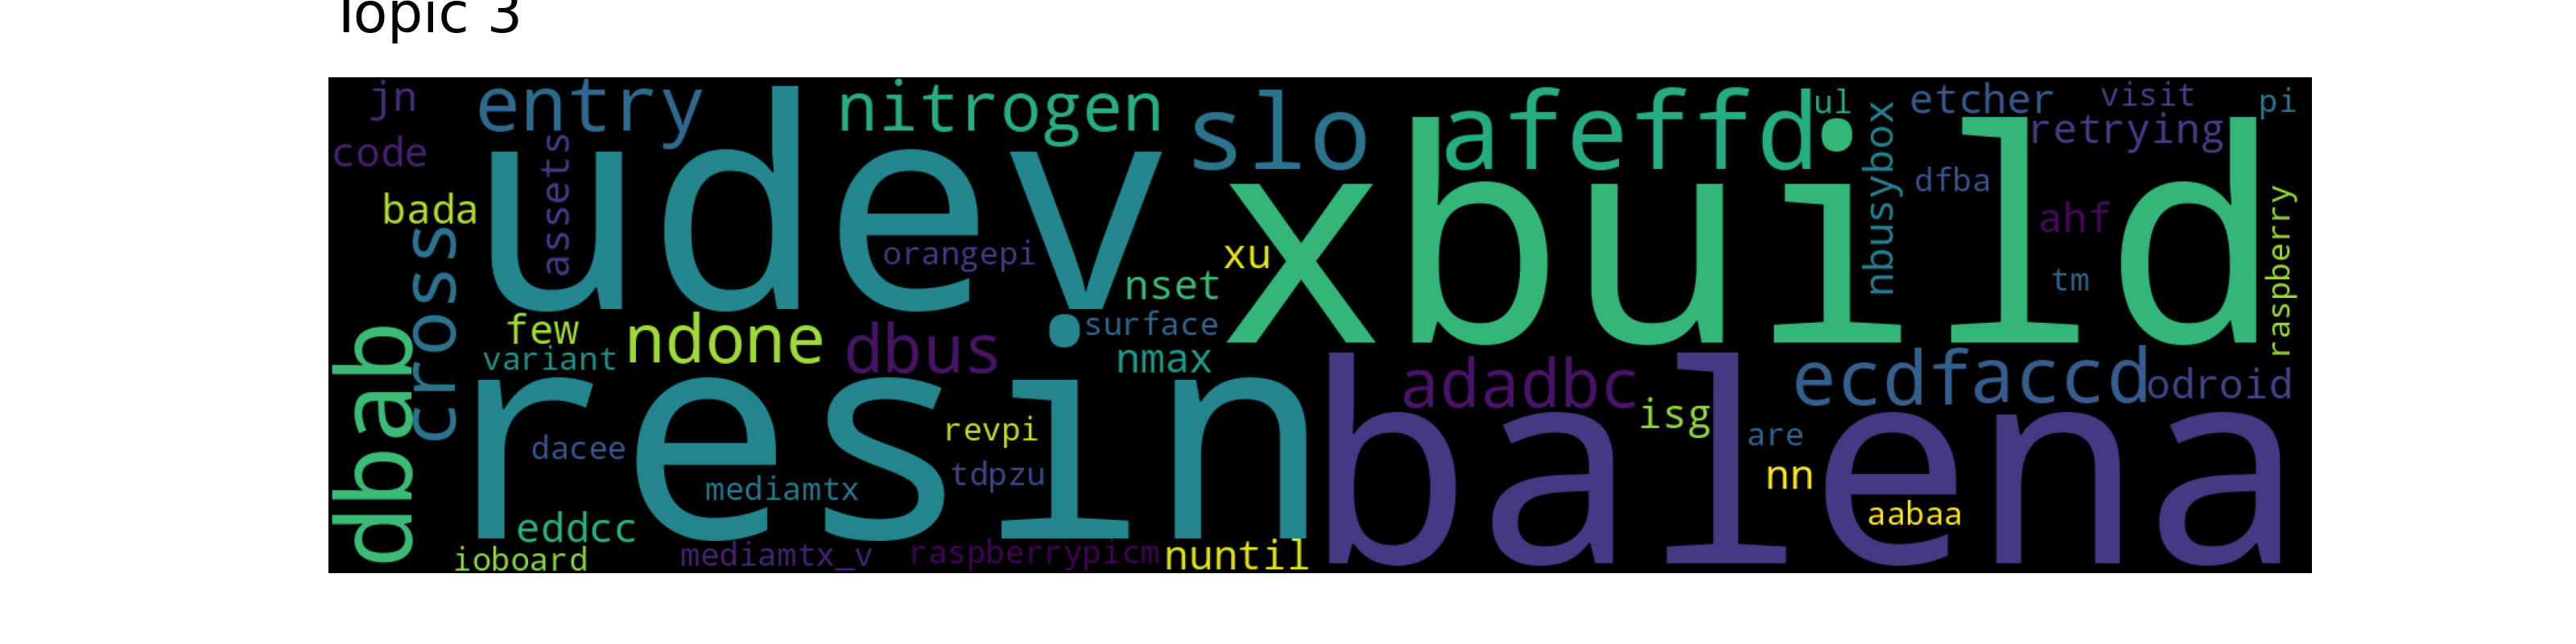 Topic 3
jn
entry
nitrogen
slo
afeffd
ul
etcher
visit
pi
code
assets
udev
xbuild
nbusybox
retrying
dfba
bada
cross
orangepi
nset
xu
ahf
tm
raspberry
dbab
few
variant
ndone
dbus
surface
nmax
resin
balena
adadbc
isg
ecdfaccd
odroid
dacee
revpi
tdpzu
mediamtx
are
nn
aabaa
eddcc
ioboard
mediamtx_v
raspberrypicm
nuntil